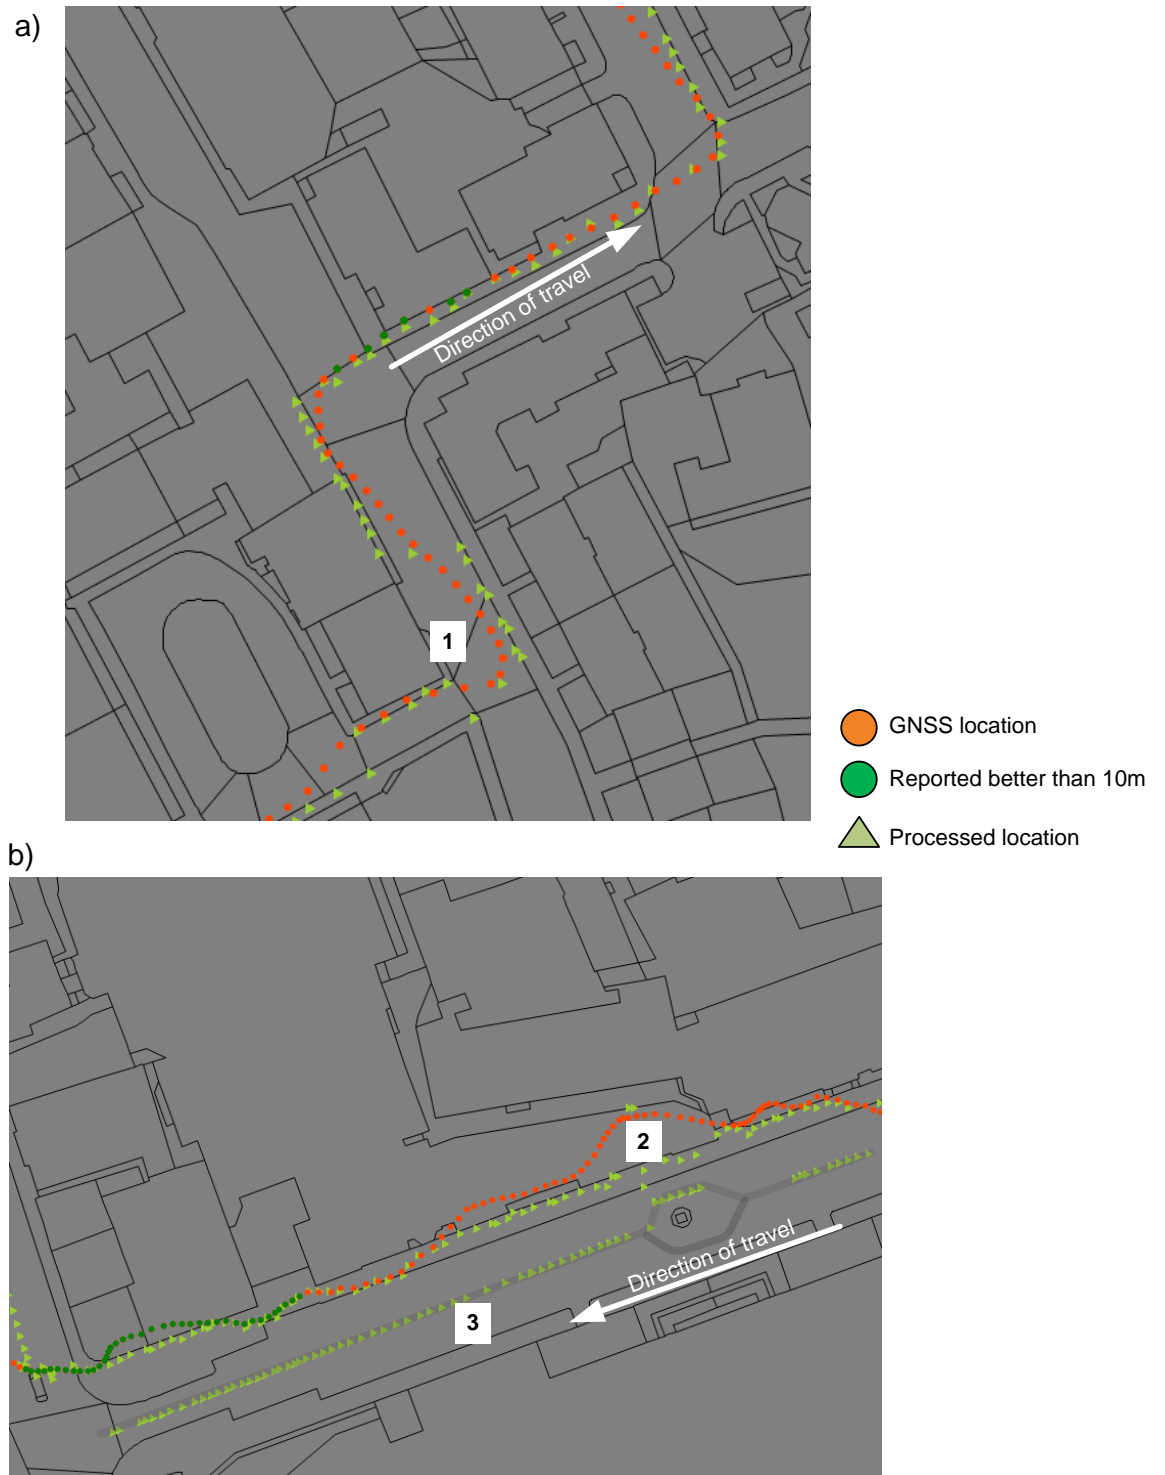 a)
Direction of travel
1
GNSS location
Reported better than 10m
Processed location
b)
2
Direction of travel
3